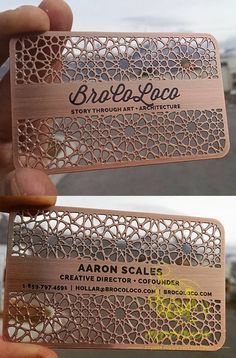 BroCoLoco
STORY THROUGH ART + ARCHITECTURE
AARON SCALES
CREATIVE DIRECTOR + COFOUNDER
HOLLAR@BROCOLOCO.COM | BROCOLOCO.COM